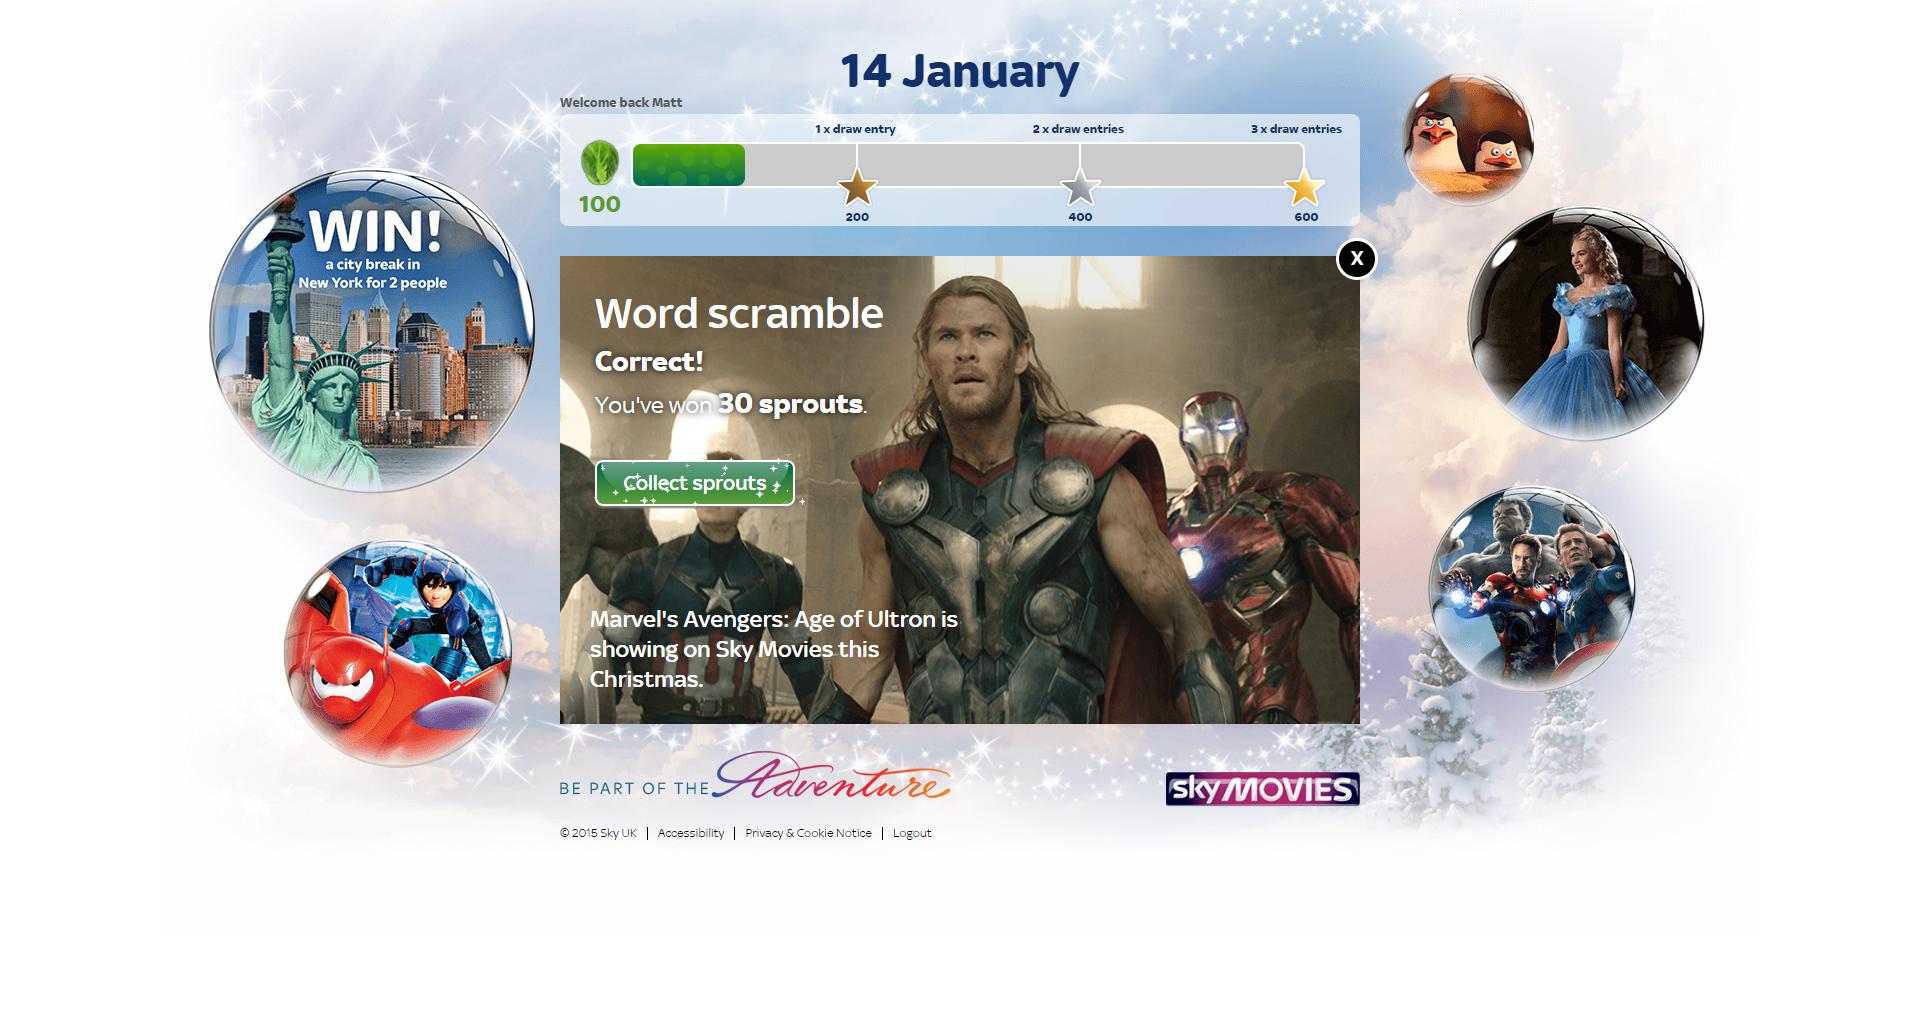 14 January
Welcome back Matt
1 x draw entry
2 x draw entries
3 x draw entries
100
200
400
600
WIN!
a city break in
New York for 2 people
X
Word scramble
Correct!
You've won 30 sprouts.
Collect sprouts
Marvel's Avengers: Age of Ultron is
showing on Sky Movies this
Christmas.
BE PART OF THE Adventure
sky MOVIES
© 2015 Sky UK | Accessibility | Privacy & Cookie Notice | Logout